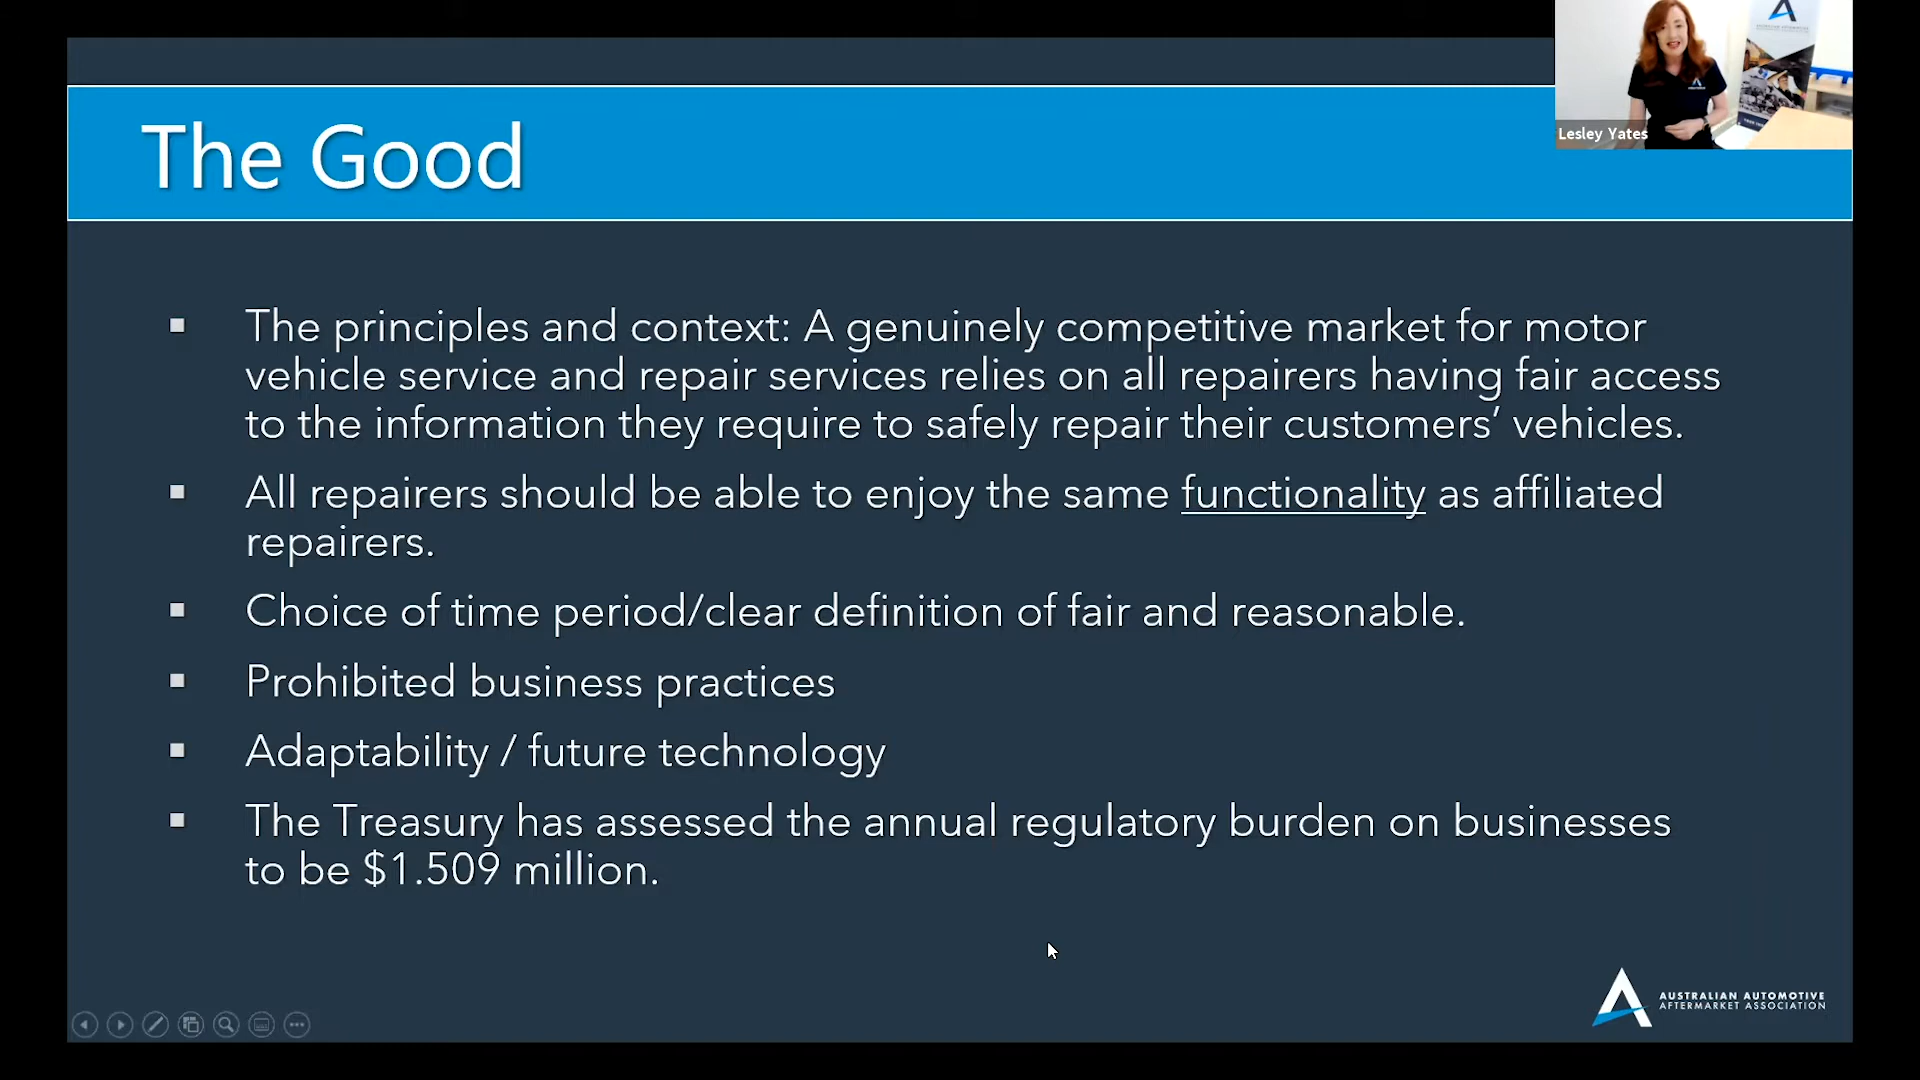 Lesley Yates
The Good
The principles and context: A genuinely competitive market for motor
vehicle service and repair services relies on all repairers having fair access
to the information they require to safely repair their customers’ vehicles.
All repairers should be able to enjoy the same functionality as affiliated
repairers.
Choice of time period/clear definition of fair and reasonable.
Prohibited business practices
Adaptability / future technology
The Treasury has assessed the annual regulatory burden on businesses
to be $1.509 million.
AUSTRALIAN AUTOMOTIVE
AFTERMARKET ASSOCIATION